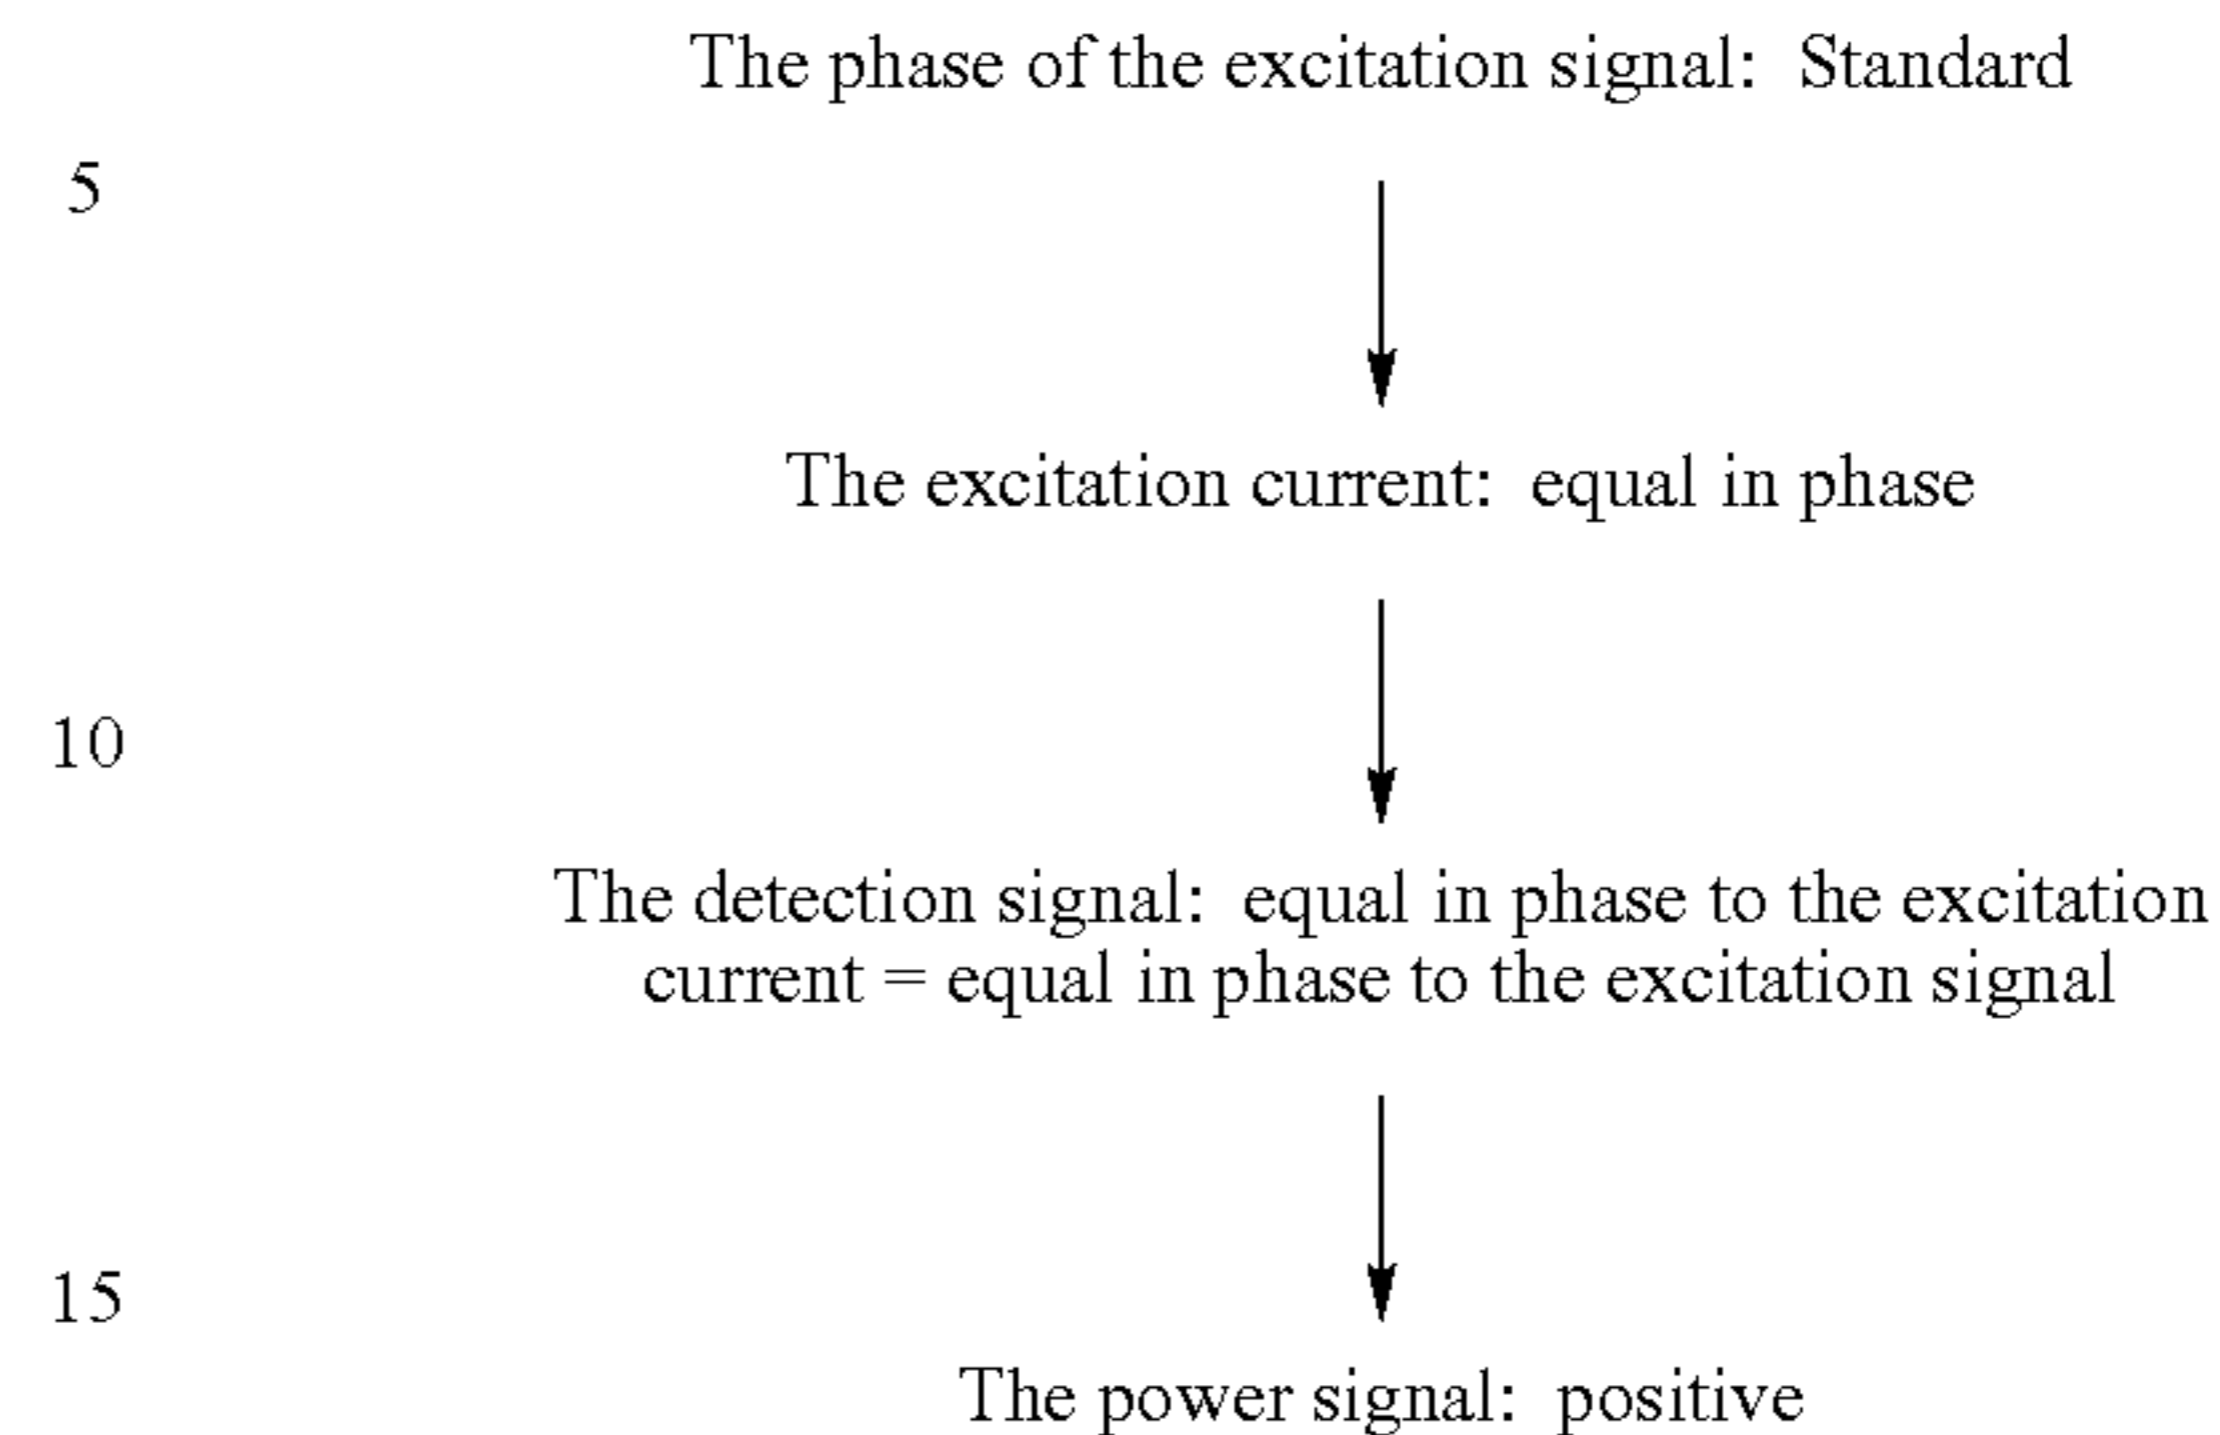 The phase of the excitation signal: Standard
5
The excitation current: equal in phase
10
The detection signal: equal in phase to the excitation
current = equal in phase to the excitation signal
15
The power signal: positive